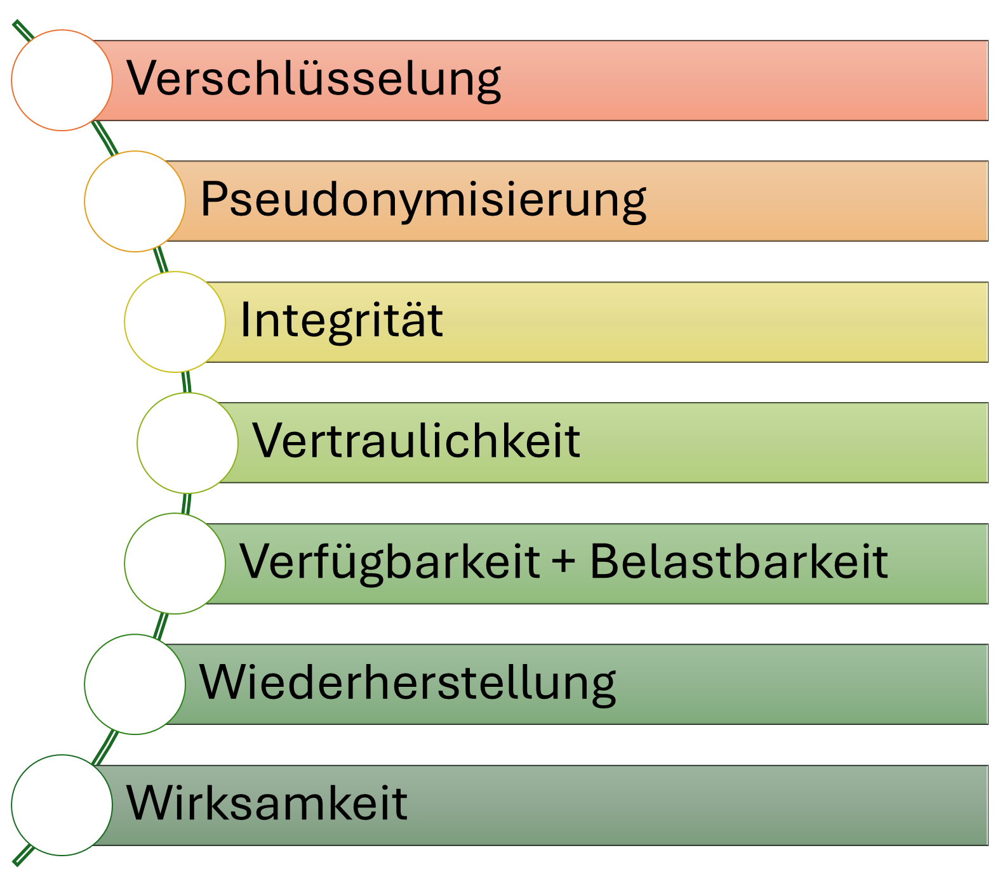 Verschlüsselung
Pseudonymisierung
Integrität
Vertraulichkeit
Verfügbarkeit + Belastbarkeit
Wiederherstellung
Wirksamkeit